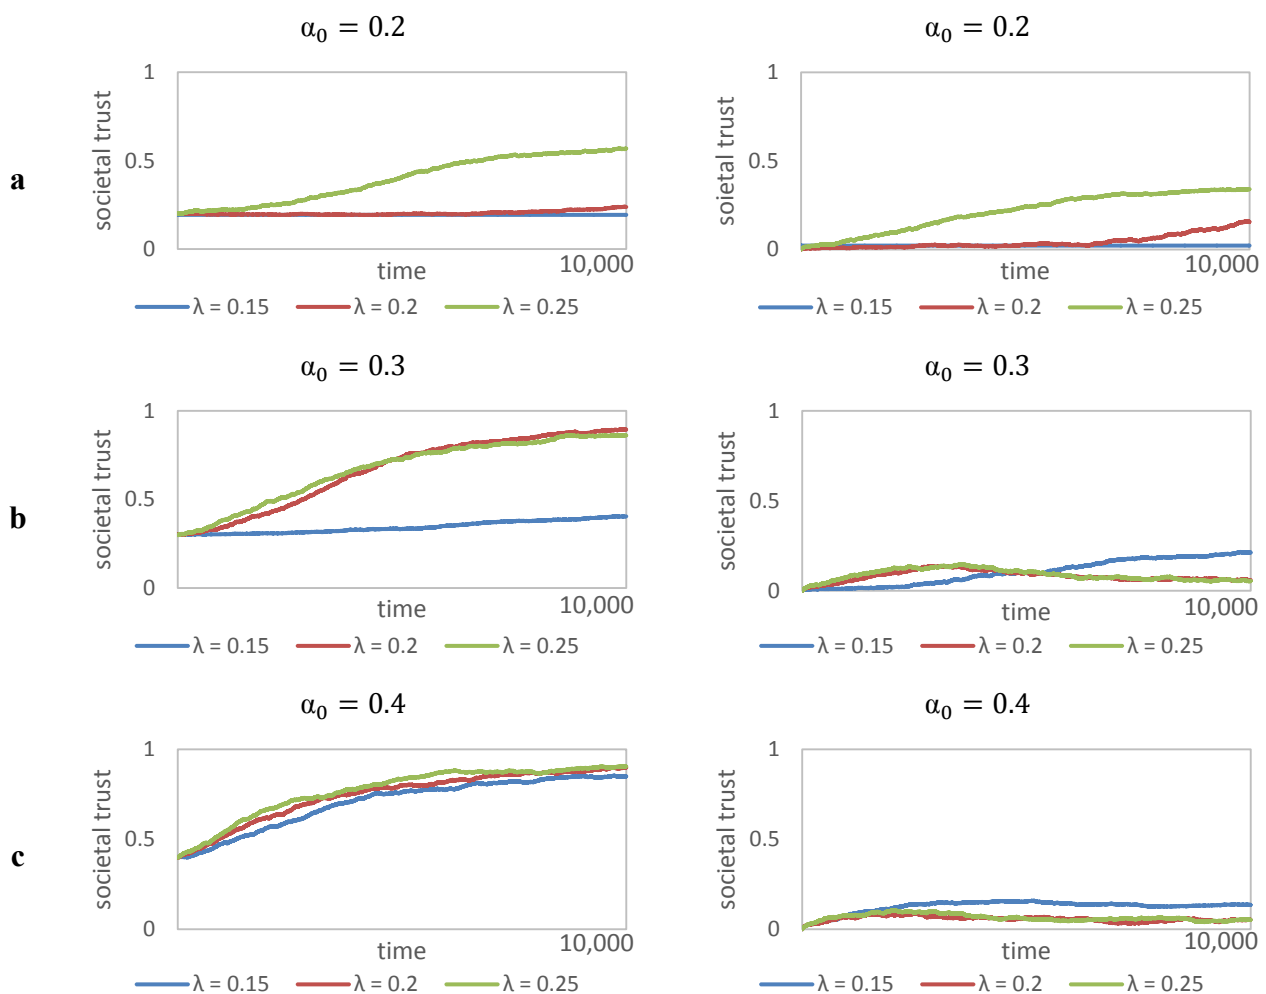 α₀ = 0.2
α₀ = 0.2
a
societal trust
1
0.5
0
time
10,000
λ = 0.15 λ = 0.2 λ = 0.25
soietal trust
1
0.5
0
time
10,000
λ = 0.15 λ = 0.2 λ = 0.25
α₀ = 0.3
α₀ = 0.3
b
societal trust
1
0.5
0
time
10,000
λ = 0.15 λ = 0.2 λ = 0.25
societal trust
1
0.5
0
time
10,000
λ = 0.15 λ = 0.2 λ = 0.25
α₀ = 0.4
α₀ = 0.4
c
societal trust
1
0.5
0
time
10,000
λ = 0.15 λ = 0.2 λ = 0.25
societal trust
1
0.5
0
time
10,000
λ = 0.15 λ = 0.2 λ = 0.25